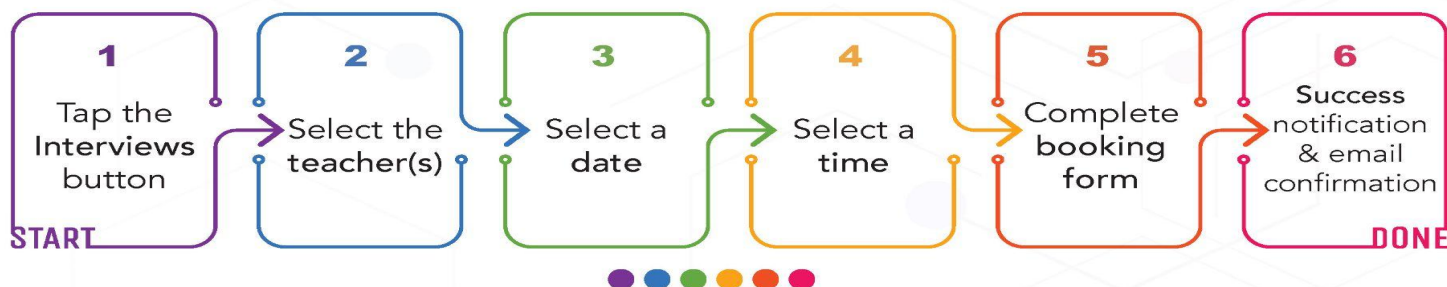 1
Tap the
Interviews
button
START
2
Select the
teacher(s)
3
Select a
date
4
Select a
time
5
Complete
booking
form
6
Success
notification
& email
confirmation
DONE